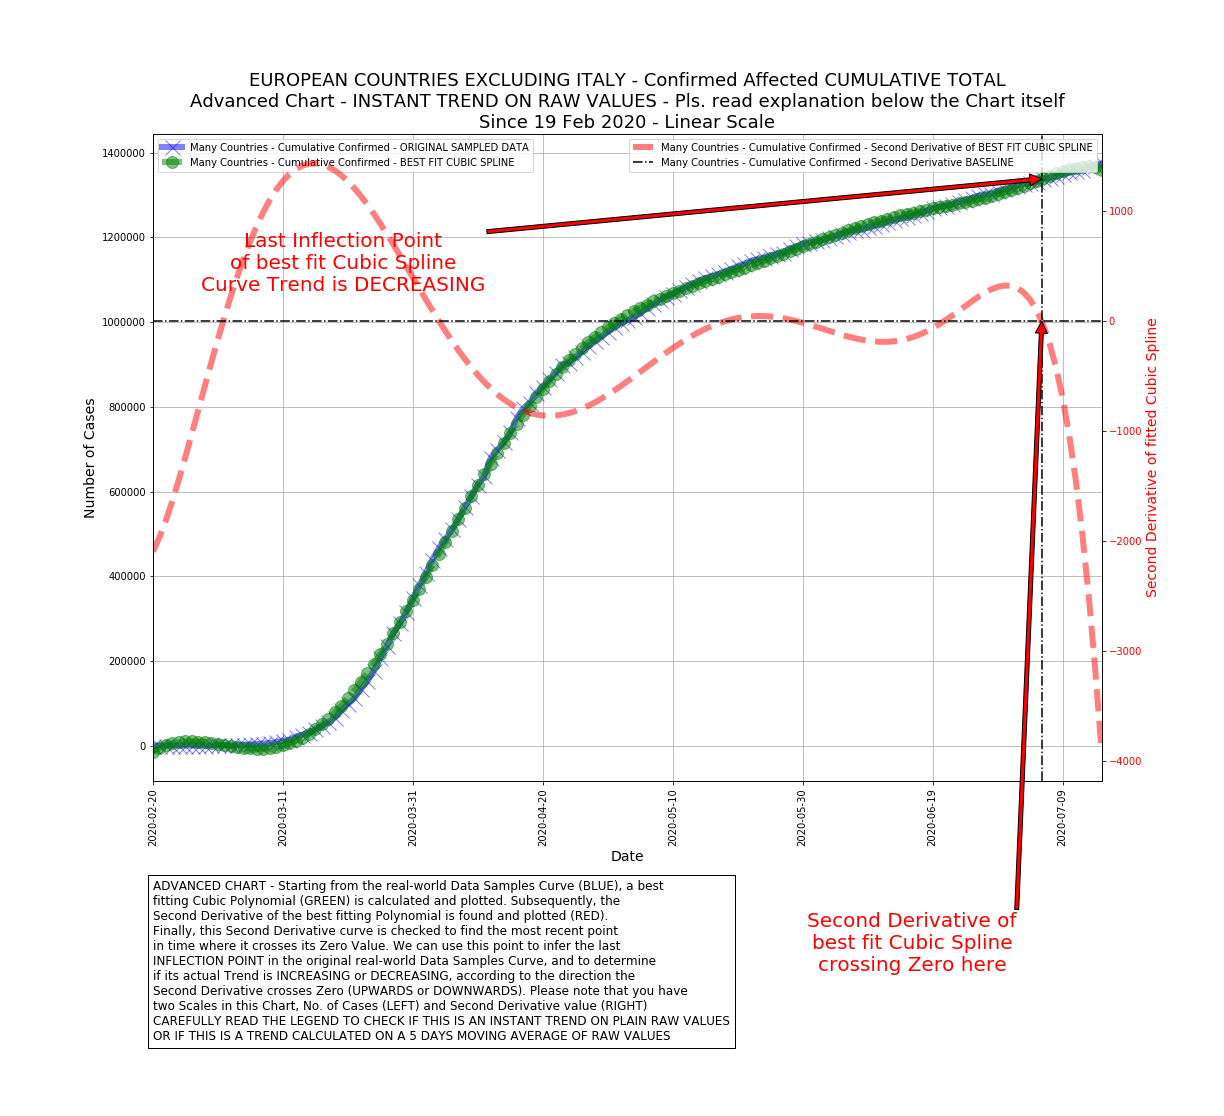 EUROPEAN COUNTRIES EXCLUDING ITALY - Confirmed Affected CUMULATIVE TOTAL
Advanced Chart - INSTANT TREND ON RAW VALUES - Pls. read explanation below the Chart itself
Since 19 Feb 2020 - Linear Scale
Many Countries - Cumulative Confirmed - ORIGINAL SAMPLED DATA
Many Countries - Cumulative Confirmed - BEST FIT CUBIC SPLINE
Many Countries - Cumulative Confirmed - Second Derivative of BEST FIT CUBIC SPLINE
Many Countries - Cumulative Confirmed - Second Derivative BASELINE
Last Inflection Point
of best fit Cubic Spline
Curve Trend is DECREASING
Number of Cases
1400000
1200000
1000000
800000
600000
400000
200000
0
1000
0
−1000
−2000
−3000
−4000
Second Derivative of fitted Cubic Spline
2020-02-20
2020-03-11
2020-03-31
2020-04-20
2020-05-10
2020-05-30
2020-06-19
2020-07-09
Date
ADVANCED CHART - Starting from the real-world Data Samples Curve (BLUE), a best
fitting Cubic Polynomial (GREEN) is calculated and plotted. Subsequently, the
Second Derivative of the best fitting Polynomial is found and plotted (RED).
Finally, this Second Derivative curve is checked to find the most recent point
in time where it crosses its Zero Value. We can use this point to infer the last
INFLECTION POINT in the original real-world Data Samples Curve, and to determine
if its actual Trend is INCREASING or DECREASING, according to the direction the
Second Derivative crosses Zero (UPWARDS or DOWNWARDS). Please note that you have
two Scales in this Chart, No. of Cases (LEFT) and Second Derivative value (RIGHT)
CAREFULLY READ THE LEGEND TO CHECK IF THIS IS AN INSTANT TREND ON PLAIN RAW VALUES
OR IF THIS IS A TREND CALCULATED ON A 5 DAYS MOVING AVERAGE OF RAW VALUES
Second Derivative of
best fit Cubic Spline
crossing Zero here